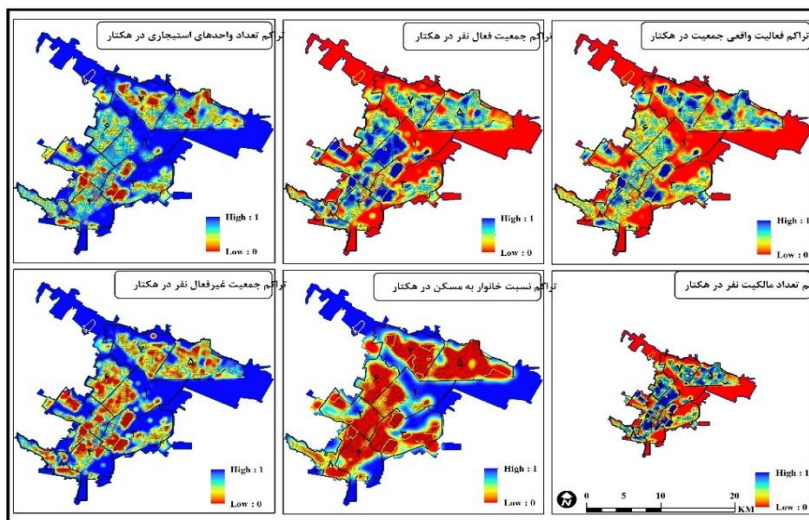 تراکم تعداد واحدهای استیجاری در هکتار
High : 1
Low : 0
تراکم جمعیت فعال نفر در هکتار
۵
High : 1
Low : 0
تراکم فعالیت واقعی جمعیت در هکتار
High : 1
Low : 0
تراکم جمعیت غیرفعال نفر در هکتار
۵
High : 1
Low : 0
تراکم نسبت خانوار به مسکن در هکتار
۵
High : 1
Low : 0
تعداد مالکیت نفر در هکتار
High : 1
Low : 0
N
0 5 10 20
KM